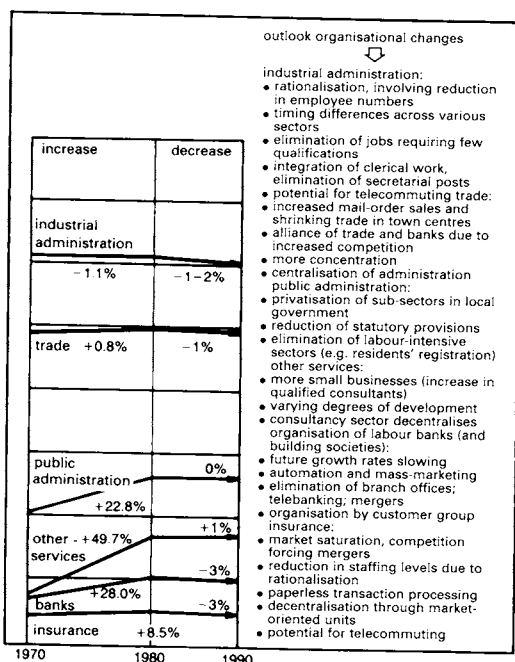 outlook organisational changes
industrial administration:
• rationalisation, involving reduction
in employee numbers
• timing differences across various
sectors
• elimination of jobs requiring few
qualifications
• integration of clerical work,
elimination of secretarial posts
• potential for telecommuting trade:
• increased mail-order sales and
shrinking trade in town centres
• alliance of trade and banks due to
increased competition
• more concentration
• centralisation of administration
public administration:
• privatisation of sub-sectors in local
government
• reduction of statutory provisions
• elimination of labour-intensive
sectors (e.g. residents' registration)
other services:
• more small businesses (increase in
qualified consultants)
• varying degrees of development
• consultancy sector decentralises
organisation of labour banks (and
building societies):
• future growth rates slowing
• automation and mass-marketing
• elimination of branch offices;
telebanking; mergers
• organisation by customer group
insurance:
• market saturation, competition
forcing mergers
• reduction in staffing levels due to
rationalisation
• paperless transaction processing
• decentralisation through market-
oriented units
• potential for telecommuting
increase decrease
industrial
administration
−1.1% −1−2%
trade +0.8% −1%
public
administration
0%
+22.8%
+1%
other - +49.7%
services
−3%
+28.0%
banks
−3%
insurance +8.5%
1970 1980 1990